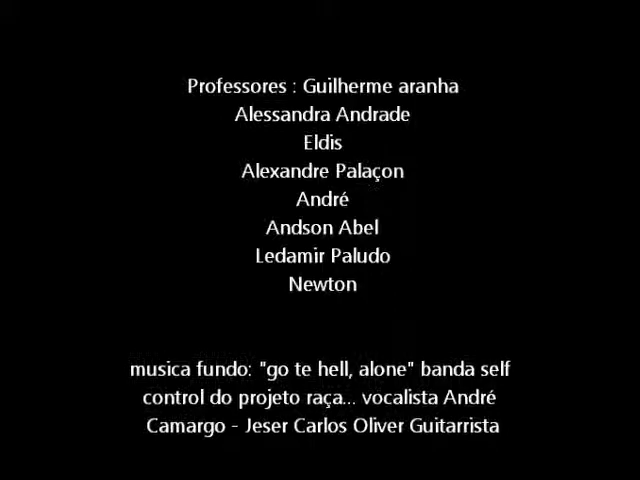 Professores : Guilherme aranha
Alessandra Andrade
Eldis
Alexandre Palaçon
André
Andson Abel
Ledamir Paludo
Newton
musica fundo: "go te hell, alone" banda self
control do projeto raça... vocalista André
Camargo - Jeser Carlos Oliver Guitarrista